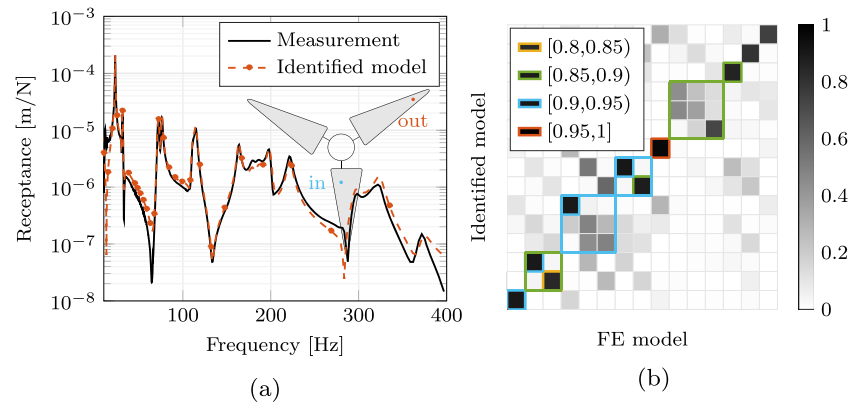 10−3
10−4
10−5
10−6
10−7
10−8
Receptance [m/N]
Measurement
Identified model
out
in
100
200
300
400
Frequency [Hz]
(a)
[0.8,0.85)
[0.85,0.9)
[0.9,0.95)
[0.95,1]
Identified model
FE model
1
0.8
0.6
0.4
0.2
0
(b)